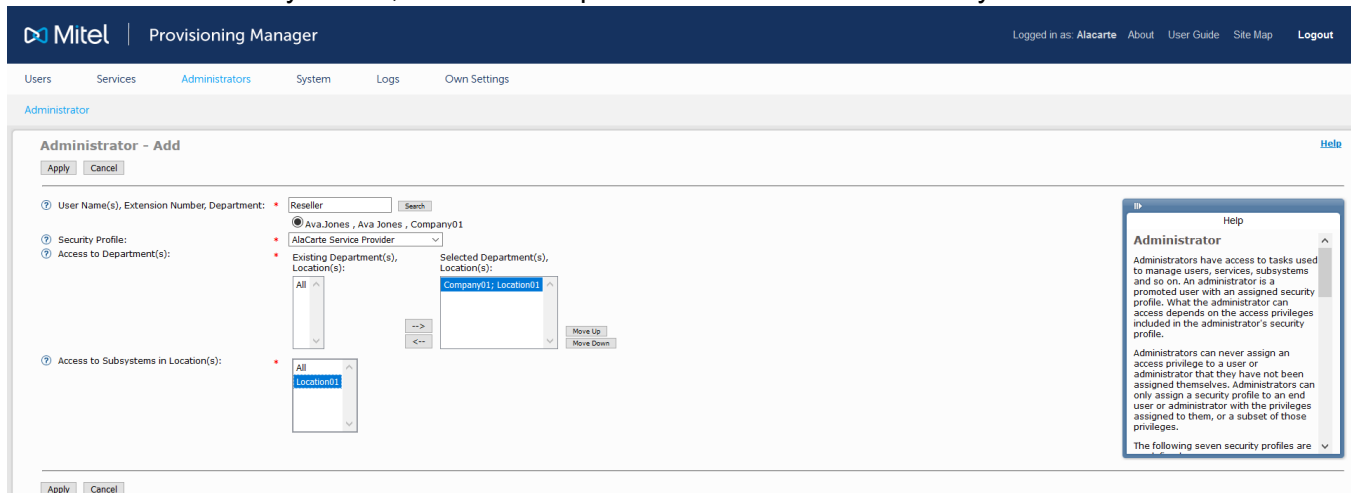 Mitel | Provisioning Manager
Logged in as: Alacarte About User Guide Site Map Logout
Users Services Administrators System Logs Own Settings
Administrator
Administrator - Add
Help
Apply Cancel
User Name(s), Extension Number, Department: * Reseller Search
Ava.Jones , Ava Jones , Company01
Security Profile: * AlaCarte Service Provider
Access to Department(s): * Existing Department(s), Location(s): Selected Department(s), Location(s):
All Company01; Location01
--> Move Up
<-- Move Down
Access to Subsystems in Location(s): * All
Location01
Help
Administrator
Administrators have access to tasks used
to manage users, services, subsystems
and so on. An administrator is a
promoted user with an assigned security
profile. What the administrator can
access depends on the access privileges
included in the administrator's security
profile.
Administrators can never assign an
access privilege to a user or
administrator that they have not been
assigned themselves. Administrators can
only assign a security profile to an end
user or administrator with the privileges
assigned to them, or a subset of those
privileges.
The following seven security profiles are
Apply Cancel